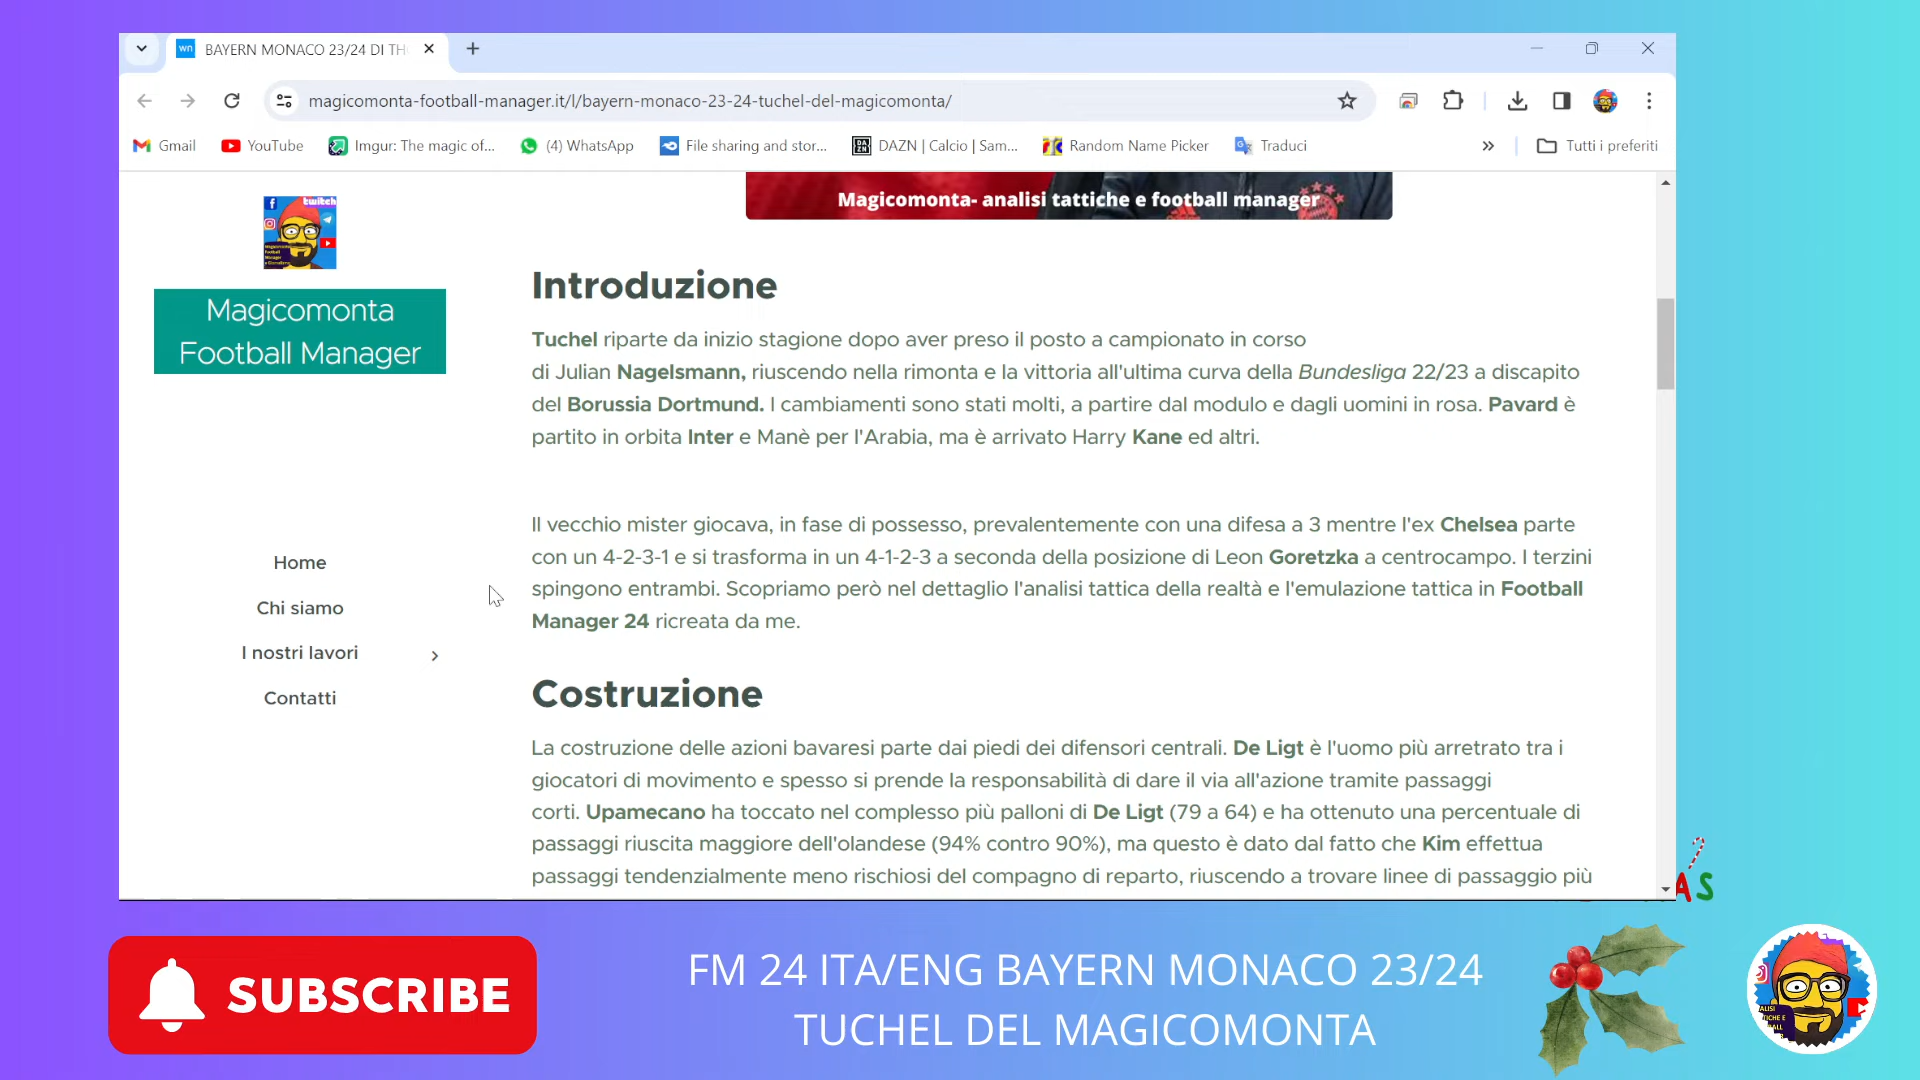 BAYERN MONACO 23/24 DI TH
magicomonta-football-manager.it/l/bayern-monaco-23-24-tuchel-del-magicomonta/
Gmail YouTube Imgur: The magic of... (4) WhatsApp File sharing and stor... DAZN | Calcio | Sam... Random Name Picker Traduci » Tutti i preferiti
twitch
Magicomonta- analisi tattiche e football manager
Magicomonta
Football Manager
Home
Chi siamo
I nostri lavori
Contatti
Introduzione
Tuchel riparte da inizio stagione dopo aver preso il posto a campionato in corso
di Julian Nagelsmann, riuscendo nella rimonta e la vittoria all'ultima curva della Bundesliga 22/23 a discapito
del Borussia Dortmund. I cambiamenti sono stati molti, a partire dal modulo e dagli uomini in rosa. Pavard è
partito in orbita Inter e Manè per l'Arabia, ma è arrivato Harry Kane ed altri.
Il vecchio mister giocava, in fase di possesso, prevalentemente con una difesa a 3 mentre l'ex Chelsea parte
con un 4-2-3-1 e si trasforma in un 4-1-2-3 a seconda della posizione di Leon Goretzka a centrocampo. I terzini
spingono entrambi. Scopriamo però nel dettaglio l'analisi tattica della realtà e l'emulazione tattica in Football
Manager 24 ricreata da me.
Costruzione
La costruzione delle azioni bavaresi parte dai piedi dei difensori centrali. De Ligt è l'uomo più arretrato tra i
giocatori di movimento e spesso si prende la responsabilità di dare il via all'azione tramite passaggi
corti. Upamecano ha toccato nel complesso più palloni di De Ligt (79 a 64) e ha ottenuto una percentuale di
passaggi riuscita maggiore dell'olandese (94% contro 90%), ma questo è dato dal fatto che Kim effettua
passaggi tendenzialmente meno rischiosi del compagno di reparto, riuscendo a trovare linee di passaggio più
AS
SUBSCRIBE
FM 24 ITA/ENG BAYERN MONACO 23/24
TUCHEL DEL MAGICOMONTA